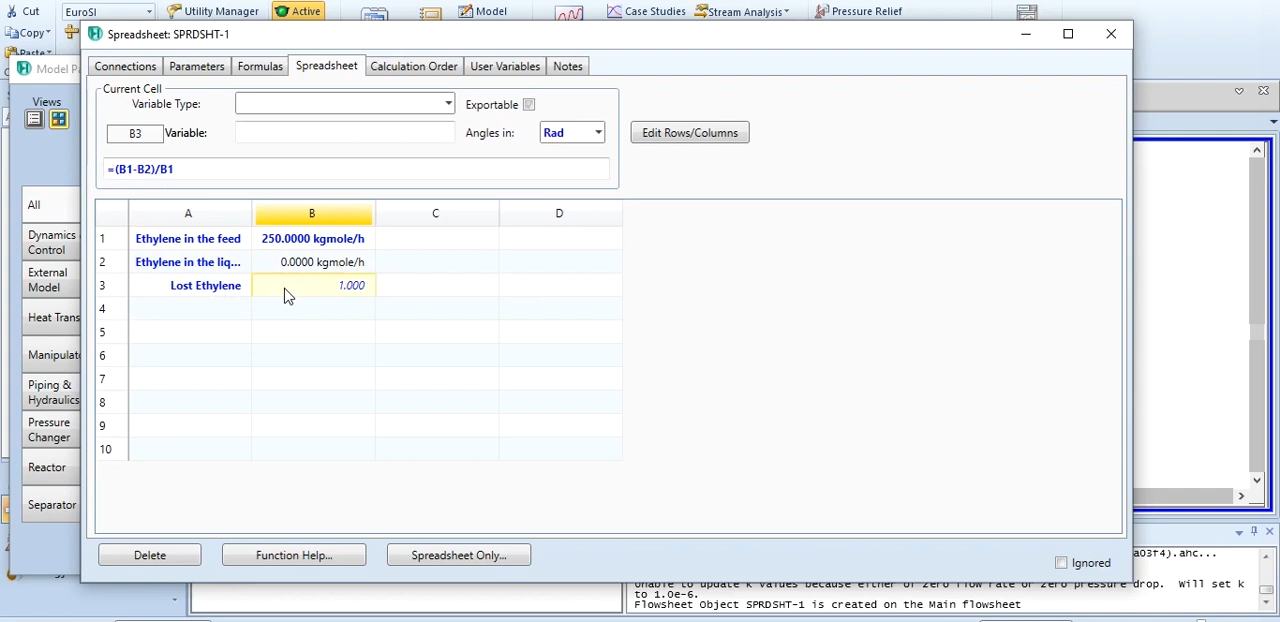 Cut
EuroSI
Utility Manager
Active
Model
Case Studies
Stream Analysis
Pressure Relief
Copy
Paste
Spreadsheet: SPRDSHT-1
Model Pa
Connections
Parameters
Formulas
Spreadsheet
Calculation Order
User Variables
Notes
Views
Current Cell
Variable Type:
Exportable
B3
Variable:
Angles in:
Rad
Edit Rows/Columns
=(B1-B2)/B1
All
Dynamics
Control
External
Model
Heat Trans
Manipulat
Piping &
Hydraulics
Pressure
Changer
Reactor
Separator
A B C D
1 Ethylene in the feed 250.0000 kgmole/h
2 Ethylene in the liq... 0.0000 kgmole/h
3 Lost Ethylene 1.000
4
5
6
7
8
9
10
Delete
Function Help...
Spreadsheet Only...
Ignored
a03f4).ahc...
Unable to update k values because either of zero flow rate or zero pressure drop. Will set k
to 1.0e-6.
Flowsheet Object SPRDSHT-1 is created on the Main flowsheet